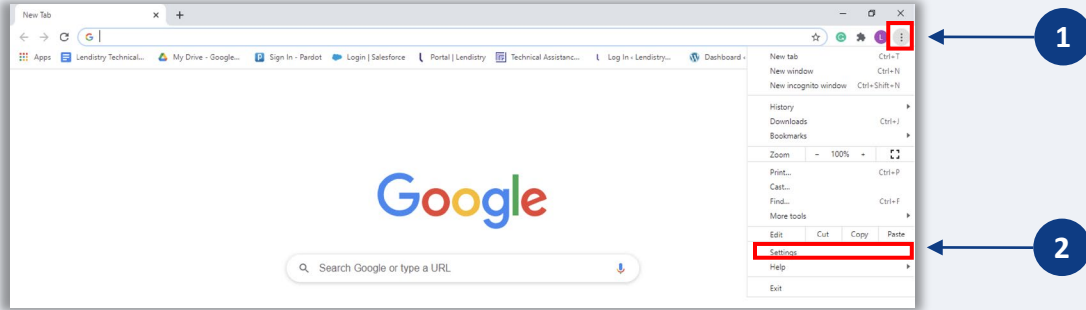 New Tab
G
Apps Lendistry Technical... My Drive - Google... Sign In - Pardot Login | Salesforce Portal | Lendistry Technical Assistanc... Log In ‹ Lendistry... Dashboard ‹
L
1
New tab Ctrl+T
New window Ctrl+N
New incognito window Ctrl+Shift+N
History
Downloads Ctrl+J
Bookmarks
Zoom - 100% +
Print... Ctrl+P
Cast...
Find... Ctrl+F
More tools
Edit Cut Copy Paste
Settings
2
Help
Exit
Google
Search Google or type a URL